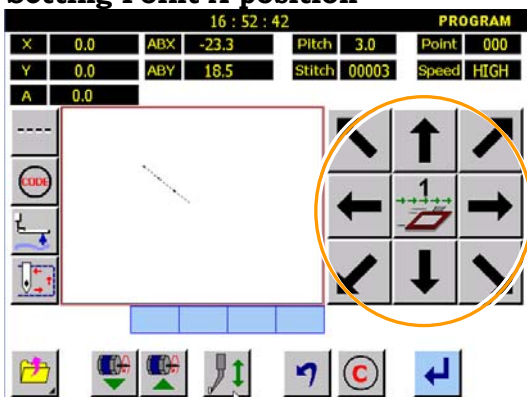 Setting Point A position
16 : 52 : 42 PROGRAM
X 0.0 ABX -23.3 Pitch 3.0 Point 000
Y 0.0 ABY 18.5 Stitch 00003 Speed HIGH
A 0.0
CODE
1
C